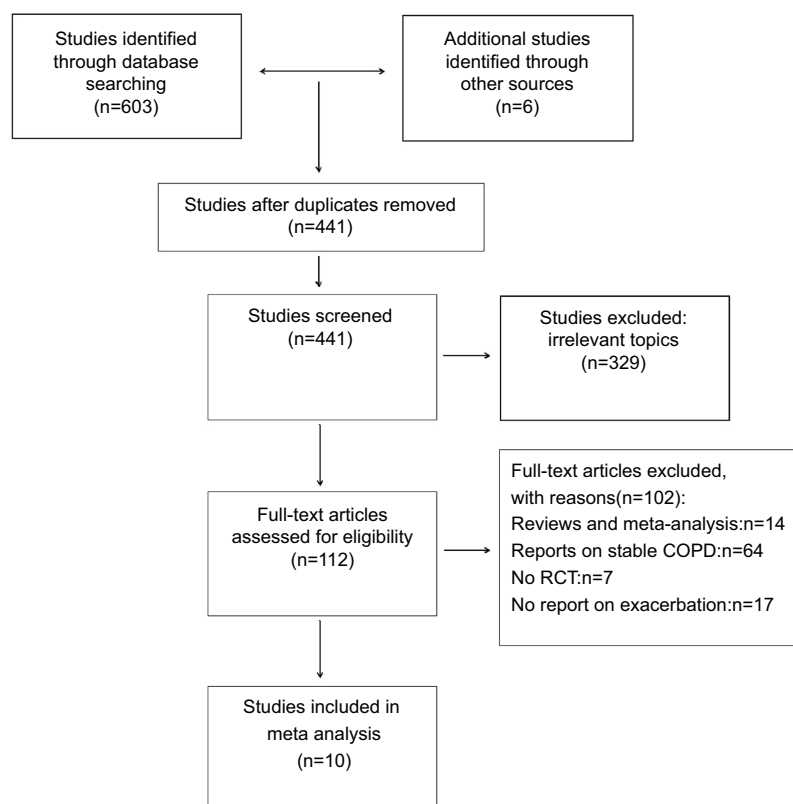 Studies identified
through database
searching
(n=603)
Additional studies
identified through
other sources
(n=6)
Studies after duplicates removed
(n=441)
Studies screened
(n=441)
Studies excluded:
irrelevant topics
(n=329)
Full-text articles
assessed for eligibility
(n=112)
Full-text articles excluded,
with reasons(n=102):
Reviews and meta-analysis:n=14
Reports on stable COPD:n=64
No RCT:n=7
No report on exacerbation:n=17
Studies included in
meta analysis
(n=10)